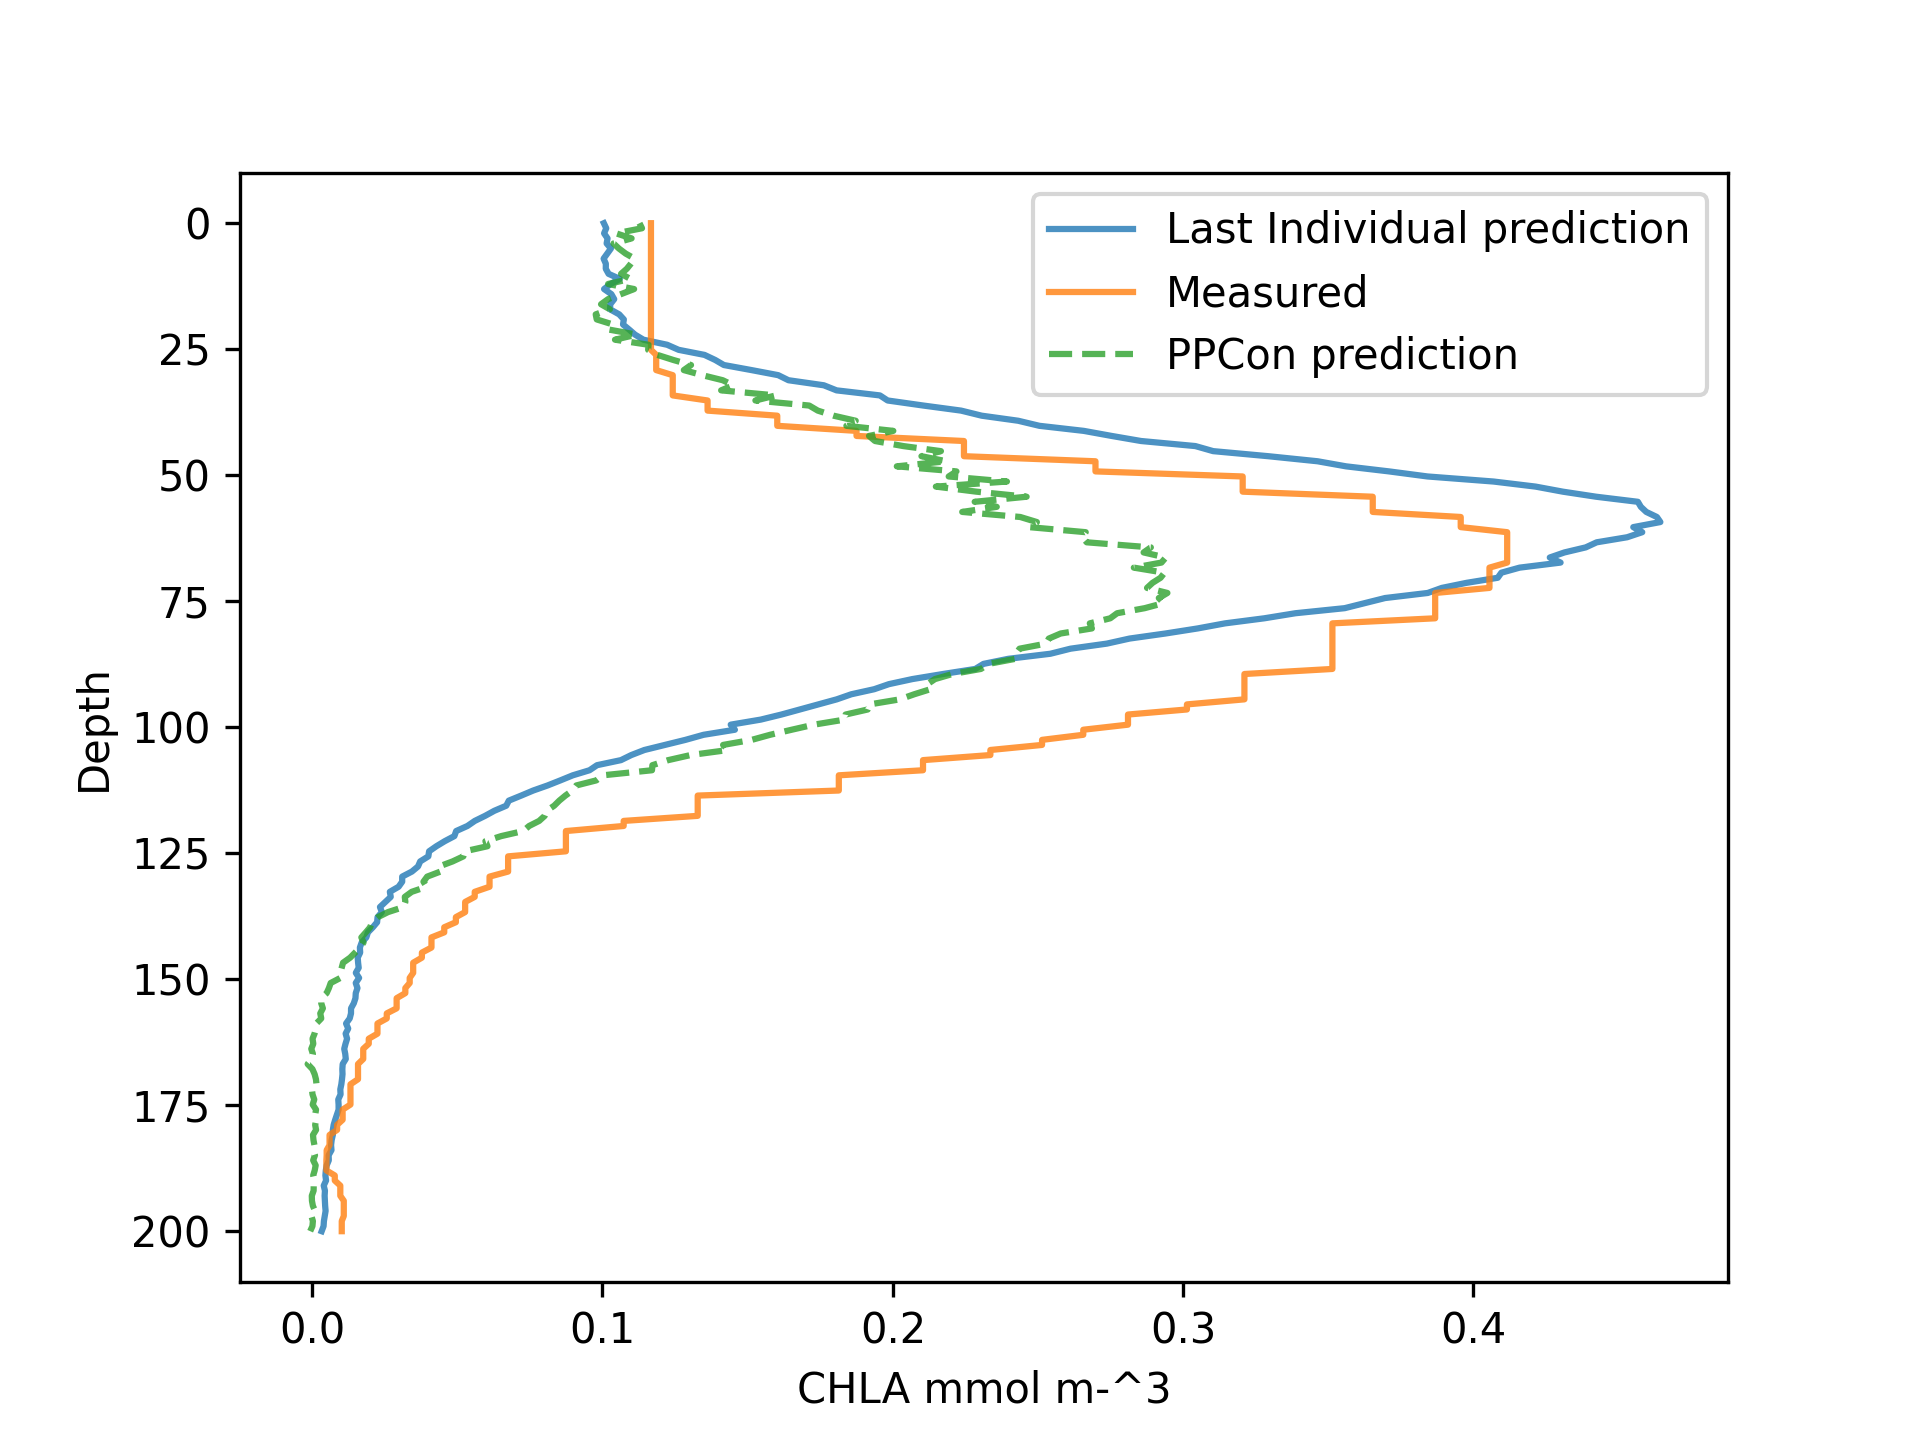 Last Individual prediction
Measured
PPCon prediction
0
25
50
75
100
125
150
175
200
Depth
0.0 0.1 0.2 0.3 0.4
CHLA mmol m-^3